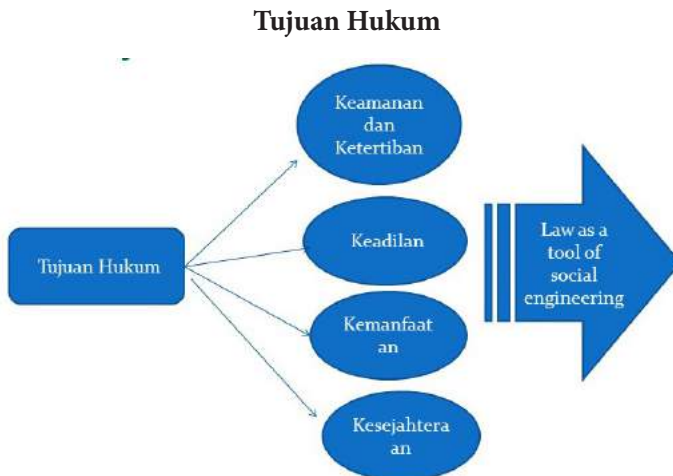 Tujuan Hukum
Keamanan
dan
Ketertiban
Tujuan Hukum
Keadilan
Kemanfaat
an
Kesejahtera
an
Law as a
tool of
social
engineering